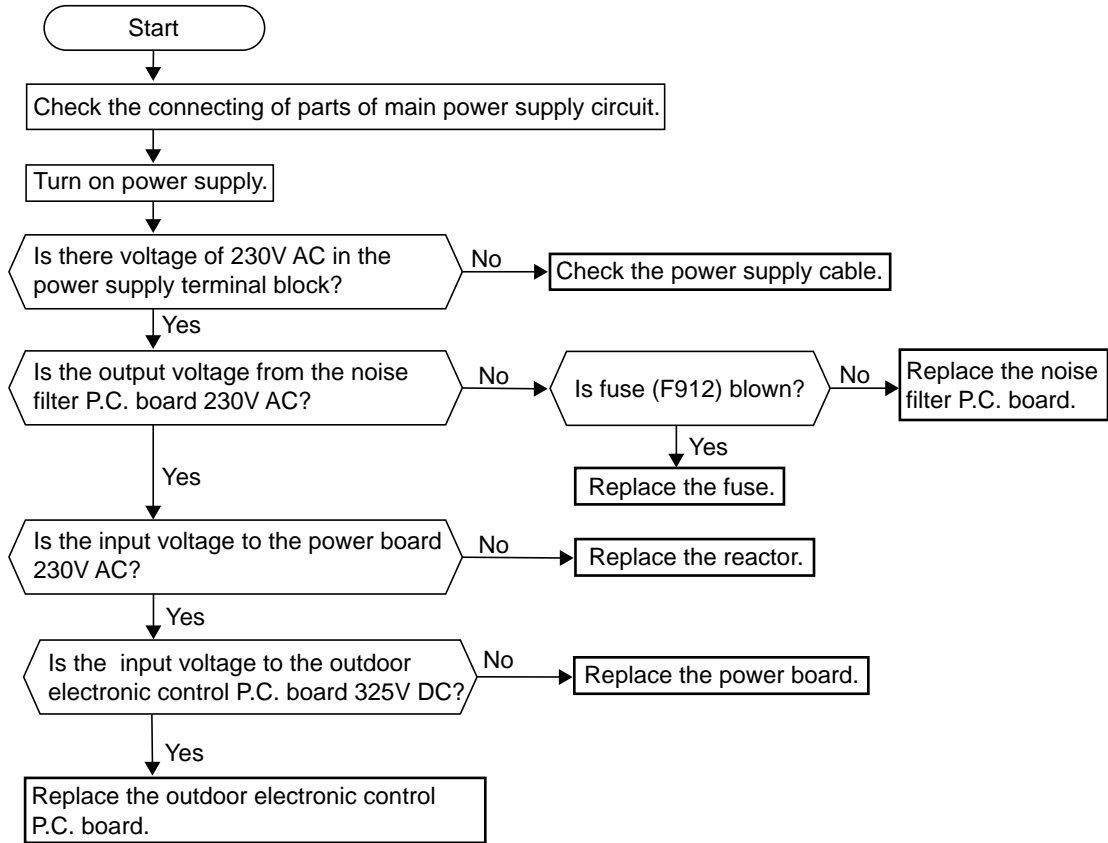 Start
Check the connecting of parts of main power supply circuit.
Turn on power supply.
Is there voltage of 230V AC in the
power supply terminal block?
No
Check the power supply cable.
Yes
Is the output voltage from the noise
filter P.C. board 230V AC?
No
Is fuse (F912) blown?
No
Replace the noise
filter P.C. board.
Yes
Replace the fuse.
Yes
Is the input voltage to the power board
230V AC?
No
Replace the reactor.
Yes
Is the  input voltage to the outdoor
electronic control P.C. board 325V DC?
No
Replace the power board.
Yes
Replace the outdoor electronic control
P.C. board.